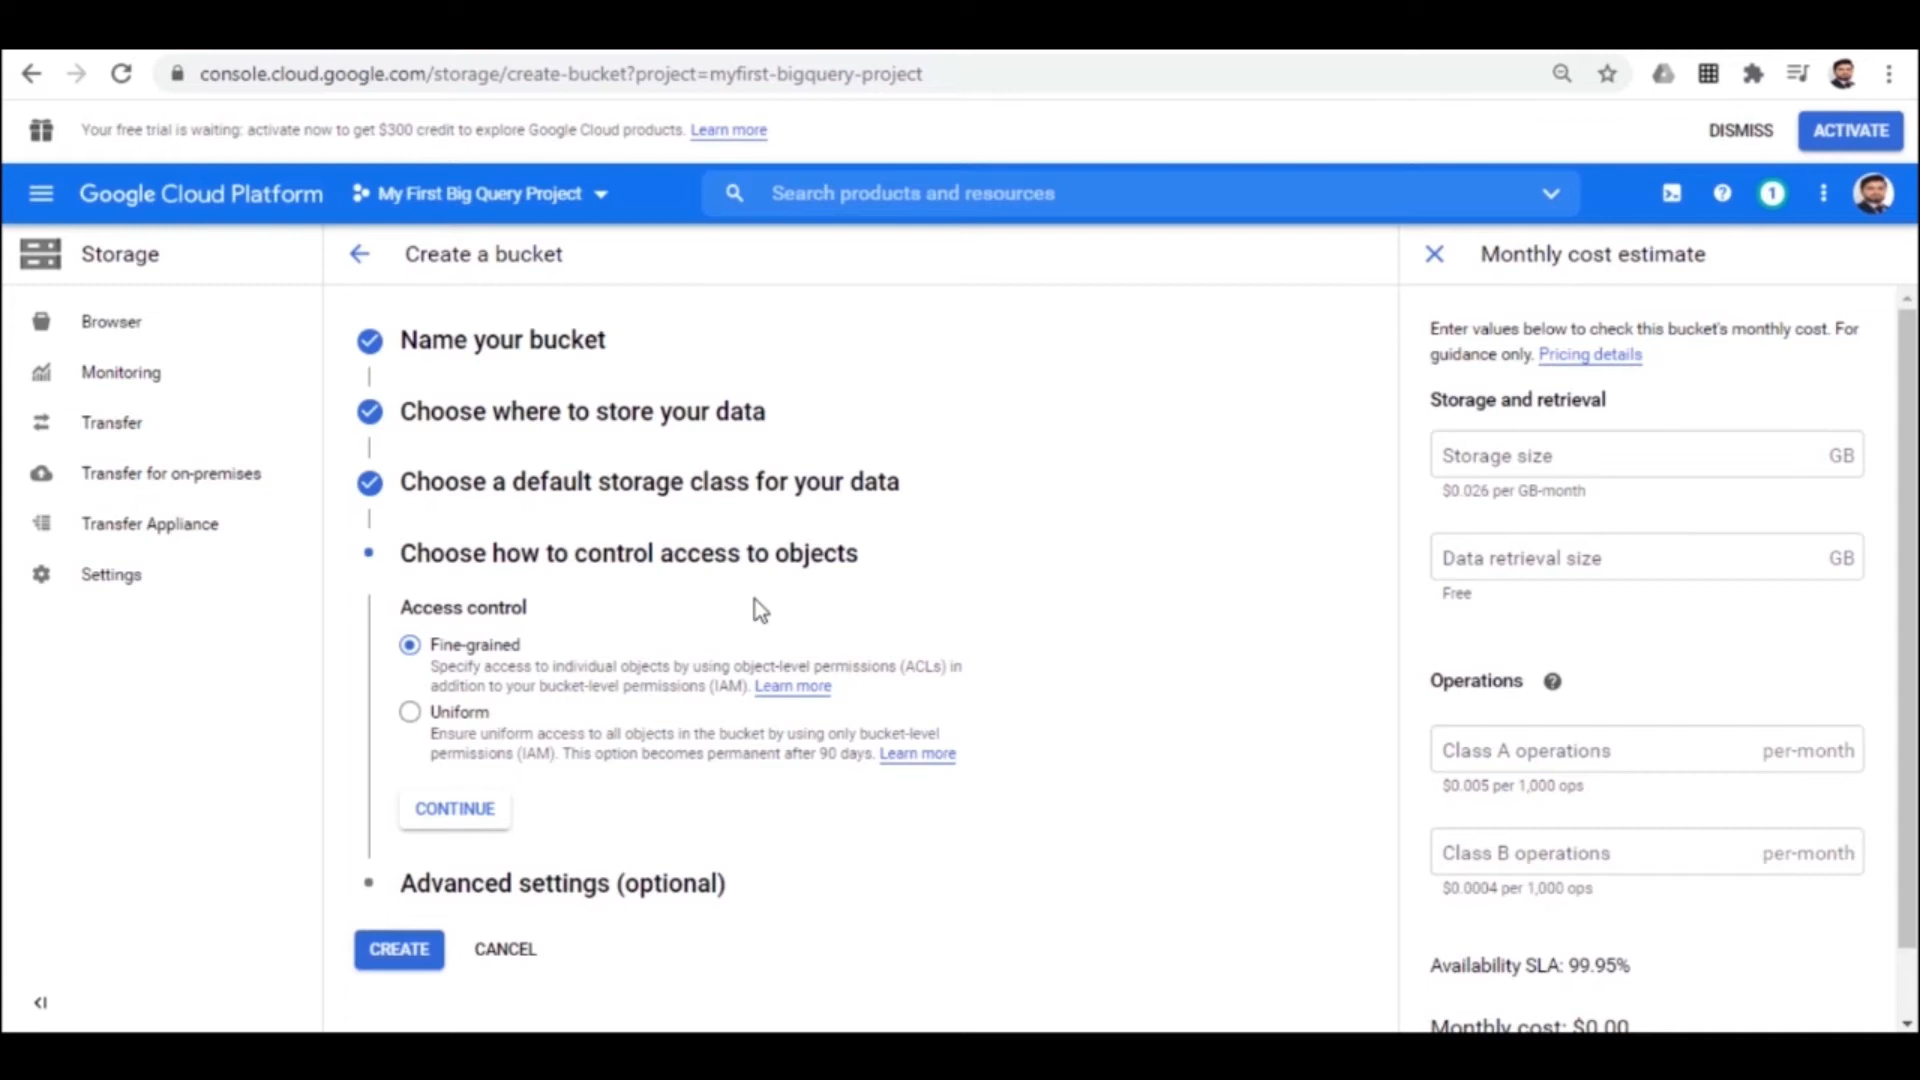 console.cloud.google.com/storage/create-bucket?project=myfirst-bigquery-project
Your free trial is waiting: activate now to get $300 credit to explore Google Cloud products. Learn more
DISMISS
ACTIVATE
Google Cloud Platform
My First Big Query Project
Search products and resources
1
Storage
Browser
Monitoring
Transfer
Transfer for on-premises
Transfer Appliance
Settings
Create a bucket
Name your bucket
Choose where to store your data
Choose a default storage class for your data
Choose how to control access to objects
Access control
Fine-grained
Specify access to individual objects by using object-level permissions (ACLs) in
addition to your bucket-level permissions (IAM). Learn more
Uniform
Ensure uniform access to all objects in the bucket by using only bucket-level
permissions (IAM). This option becomes permanent after 90 days. Learn more
CONTINUE
Advanced settings (optional)
CREATE
CANCEL
Monthly cost estimate
Enter values below to check this bucket's monthly cost. For
guidance only. Pricing details
Storage and retrieval
Storage size GB
$0.026 per GB-month
Data retrieval size GB
Free
Operations
Class A operations per-month
$0.005 per 1,000 ops
Class B operations per-month
$0.0004 per 1,000 ops
Availability SLA: 99.95%
Monthly cost: $0.00